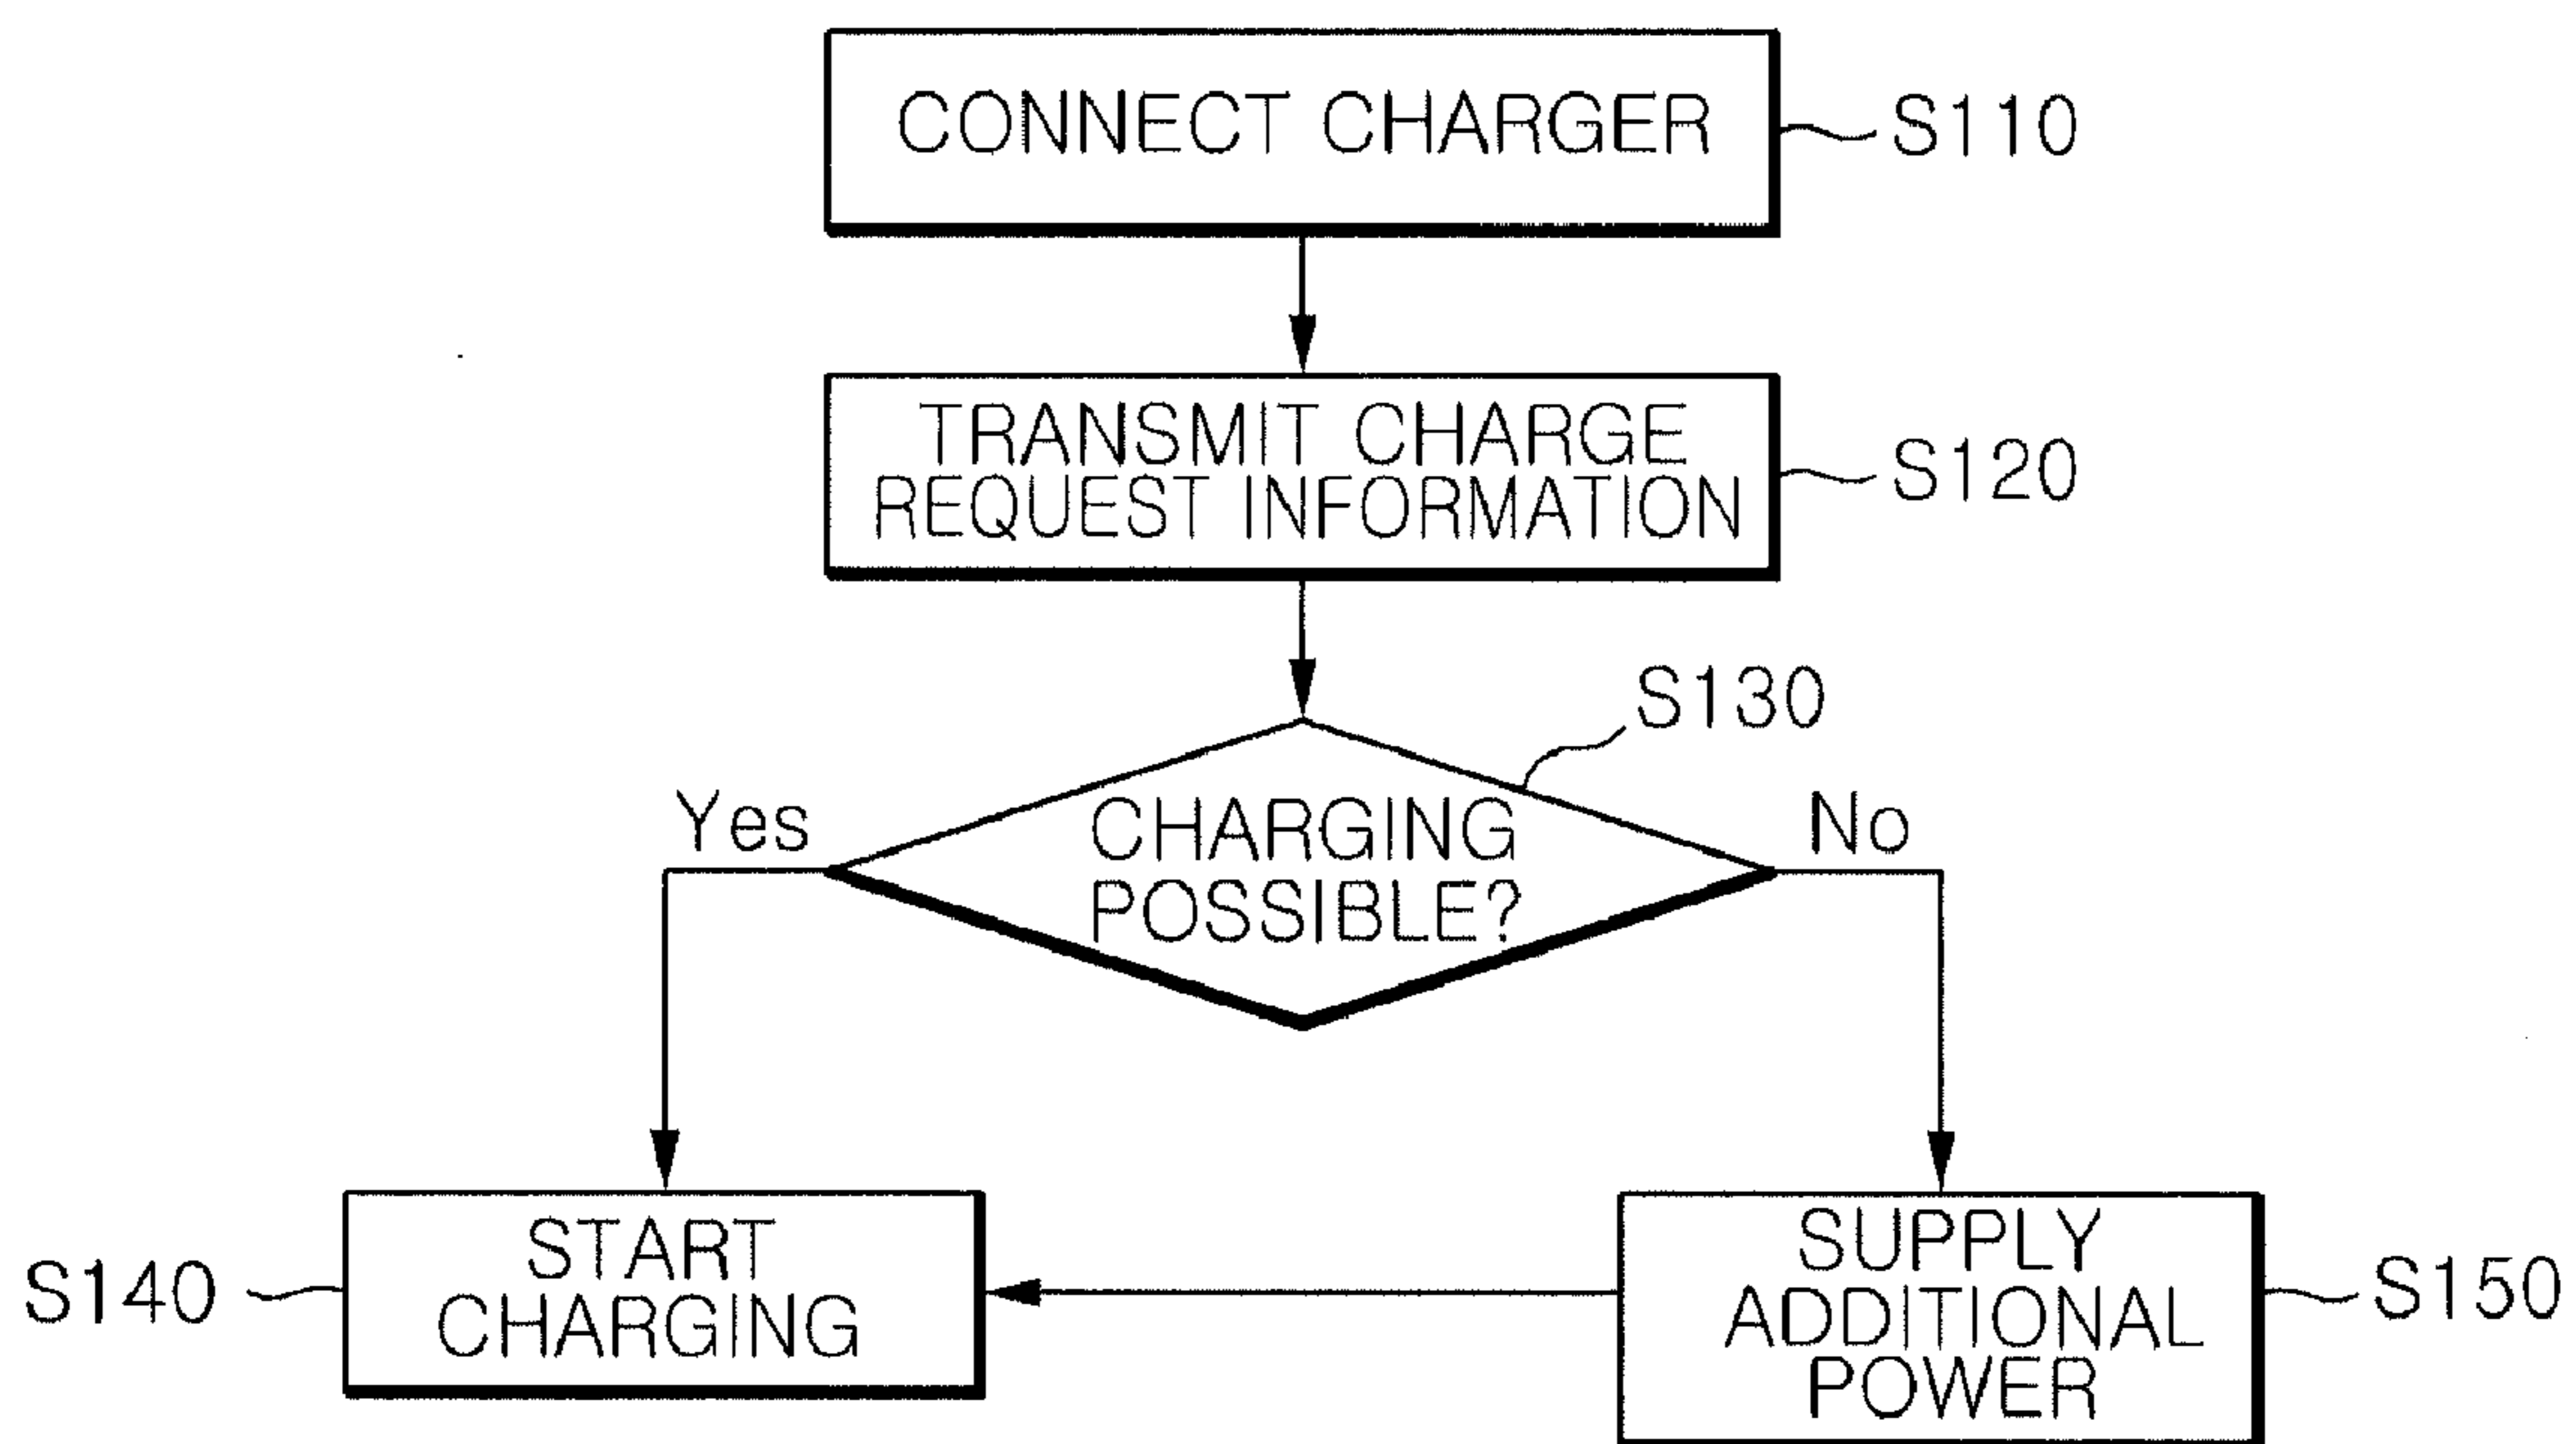 CONNECT CHARGER
S110
TRANSMIT CHARGE
REQUEST INFORMATION
S120
S130
Yes
CHARGING
POSSIBLE?
No
S140
START
CHARGING
SUPPLY
ADDITIONAL
POWER
S150